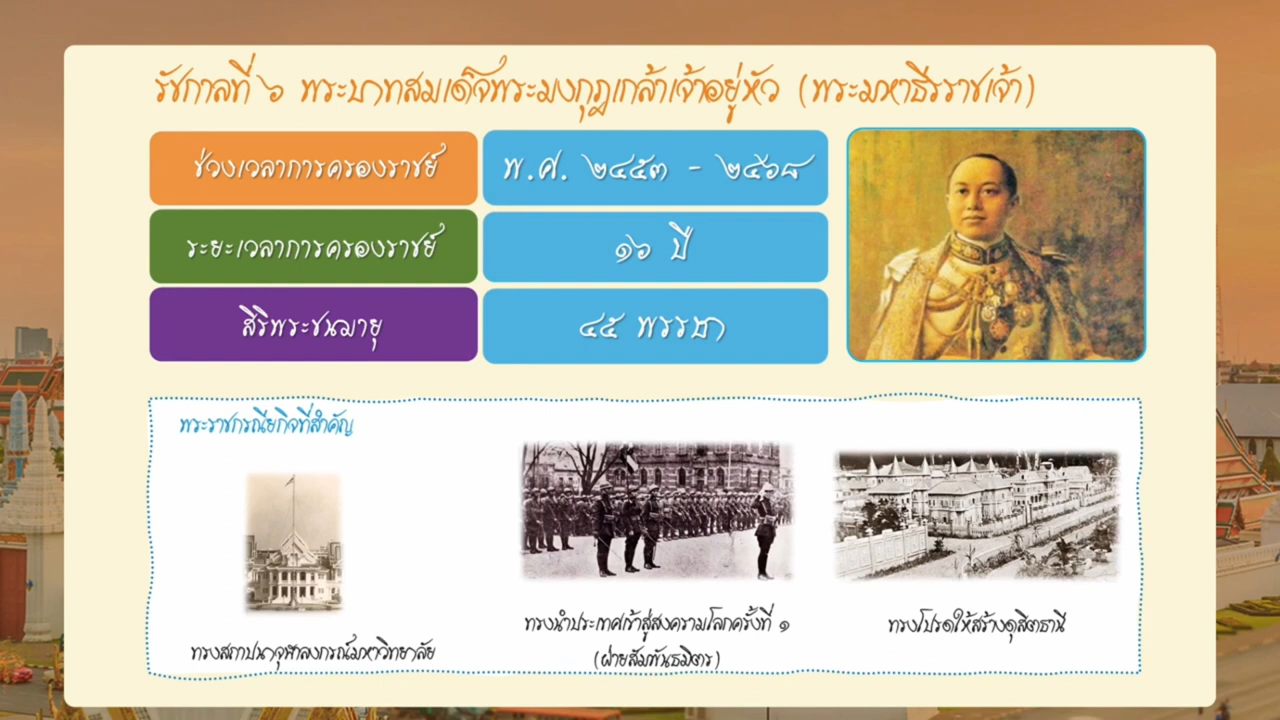 รัชกาลที่ ๖ พระบาทสมเด็จพระมงกุฎเกล้าเจ้าอยู่หัว (พระมหาธีรราชเจ้า)
ช่วงเวลาการครองราชย์
พ.ศ. ๒๔๕๓ - ๒๔๖๘
ระยะเวลาการครองราชย์
๑๖ ปี
สิริพระชนมายุ
๔๕ พรรษา
พระราชกรณียกิจที่สำคัญ
ทรงสถาปนาจุฬาลงกรณ์มหาวิทยาลัย
ทรงนำประเทศเข้าสู่สงครามโลกครั้งที่ ๑
(ฝ่ายสัมพันธมิตร)
ทรงโปรดให้สร้างดุสิตธานี